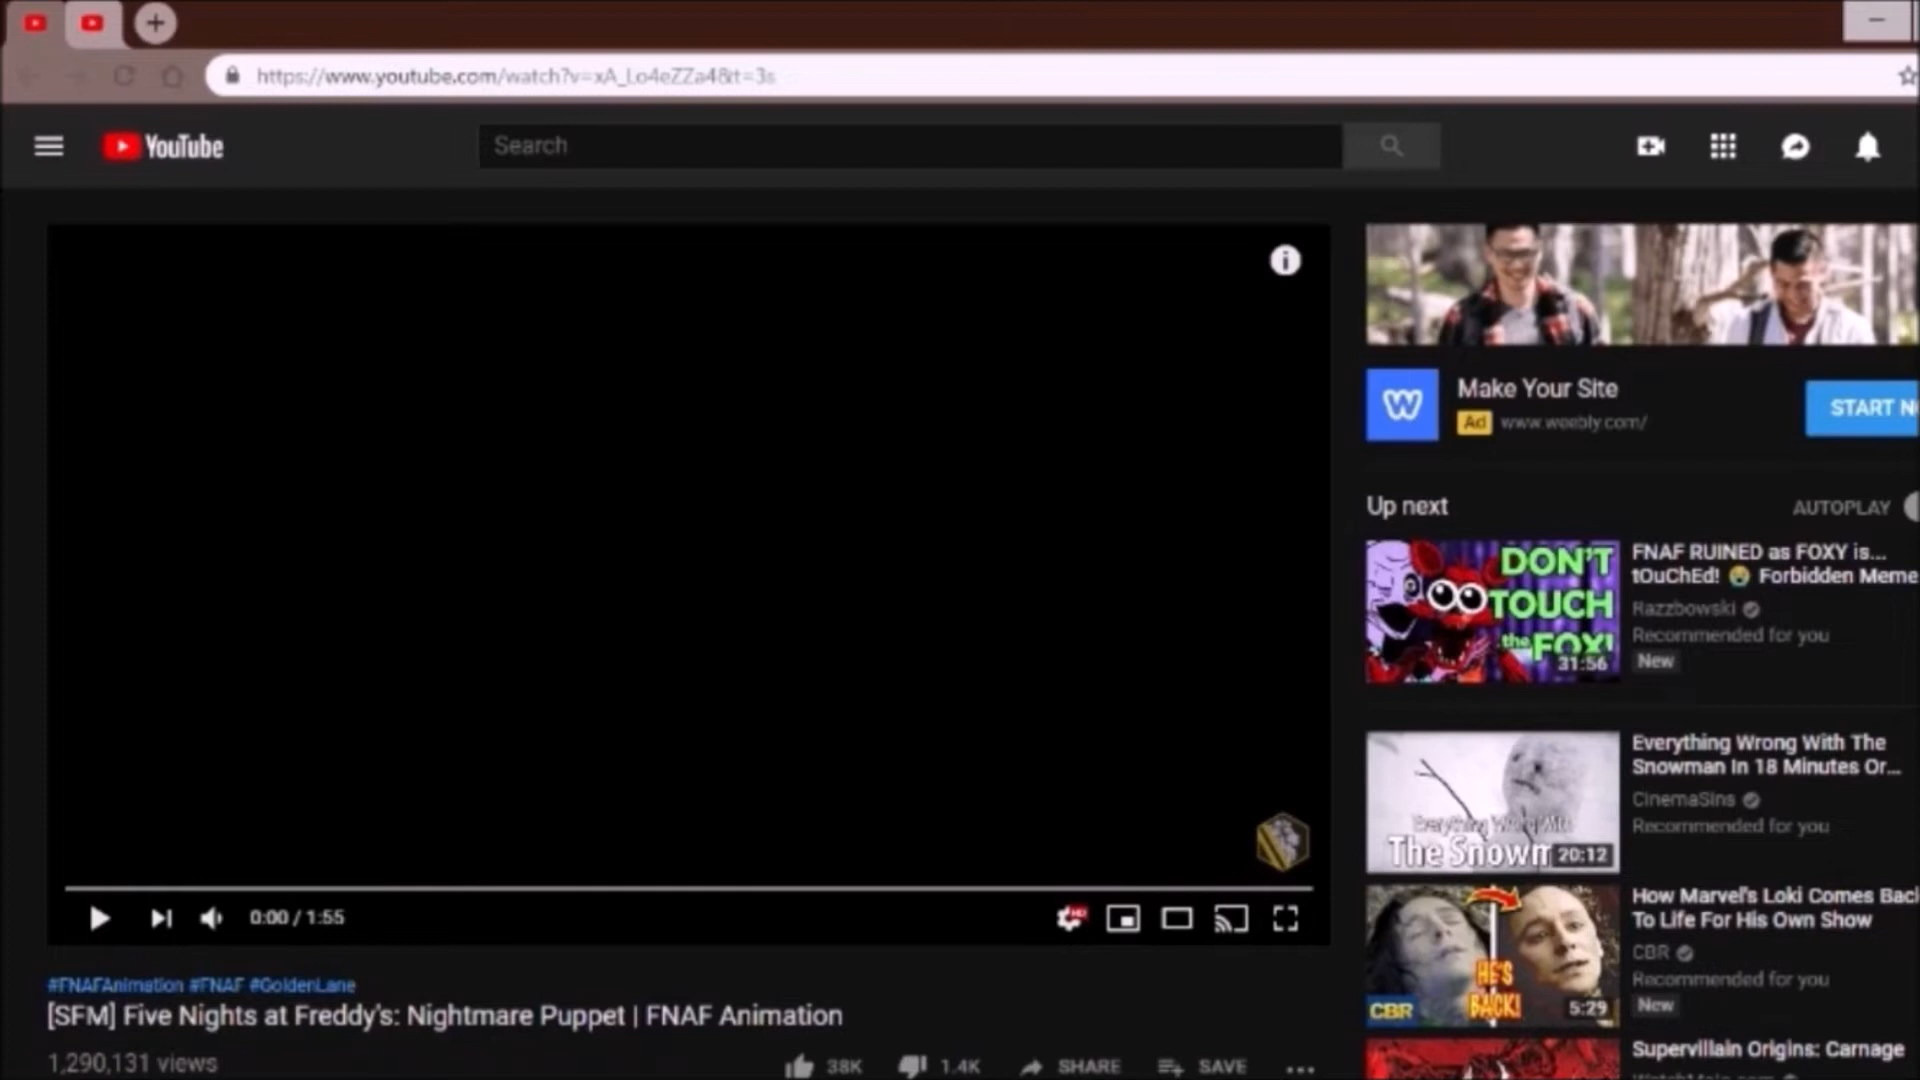 https://www.youtube.com/watch?v=xA_Lo4eZZa4&t=3s
YouTube
Search
Make Your Site
START N
Ad www.weebly.com/
Up next
AUTOPLAY
DON'T
TOUCH
the FOX!
31:56
FNAF RUINED as FOXY is...
tOuChEd! 😭 Forbidden Meme
Razzbowski
Recommended for you
New
Everything Wrong With
The Snowm
20:12
Everything Wrong With The
Snowman In 18 Minutes Or...
CinemaSins
Recommended for you
HE'S
BACK!
CBR
5:29
How Marvel's Loki Comes Back
To Life For His Own Show
CBR
Recommended for you
New
Supervillain Origins: Carnage
0:00 / 1:55
HD
#FNAFAnimation #FNAF #GoldenLane
[SFM] Five Nights at Freddy's: Nightmare Puppet | FNAF Animation
1,290,131 views
38K
1.4K
SHARE
SAVE